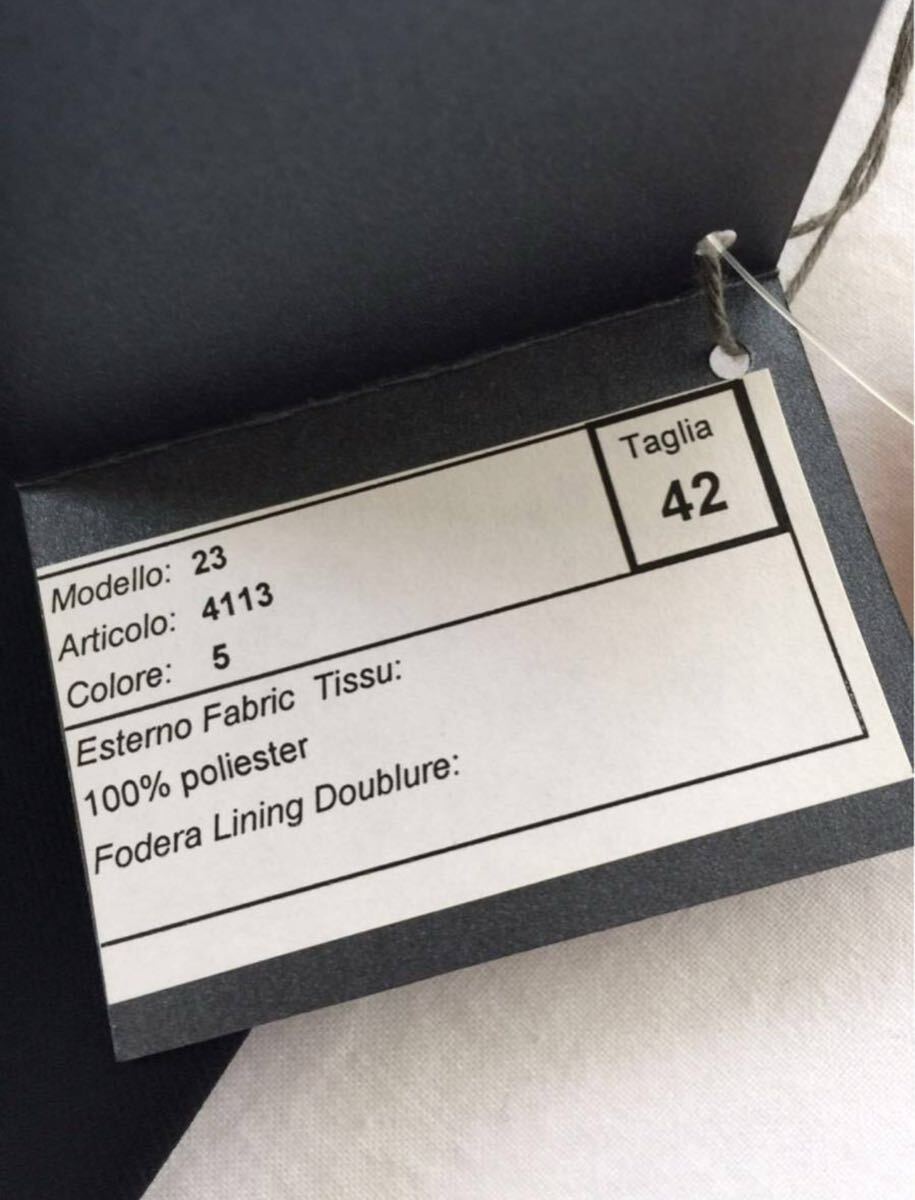 Taglia
42
Modello: 23
Articolo: 4113
Colore: 5
Esterno Fabric Tissu:
100% poliester
Fodera Lining Doublure: